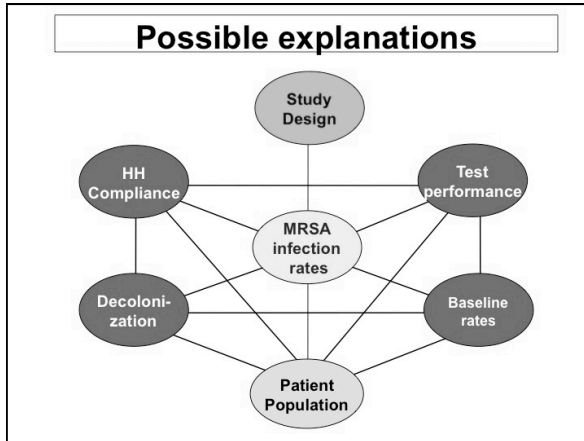 Possible explanations
Study
Design
HH
Compliance
Test
performance
MRSA
infection
rates
Decoloni-
zation
Baseline
rates
Patient
Population